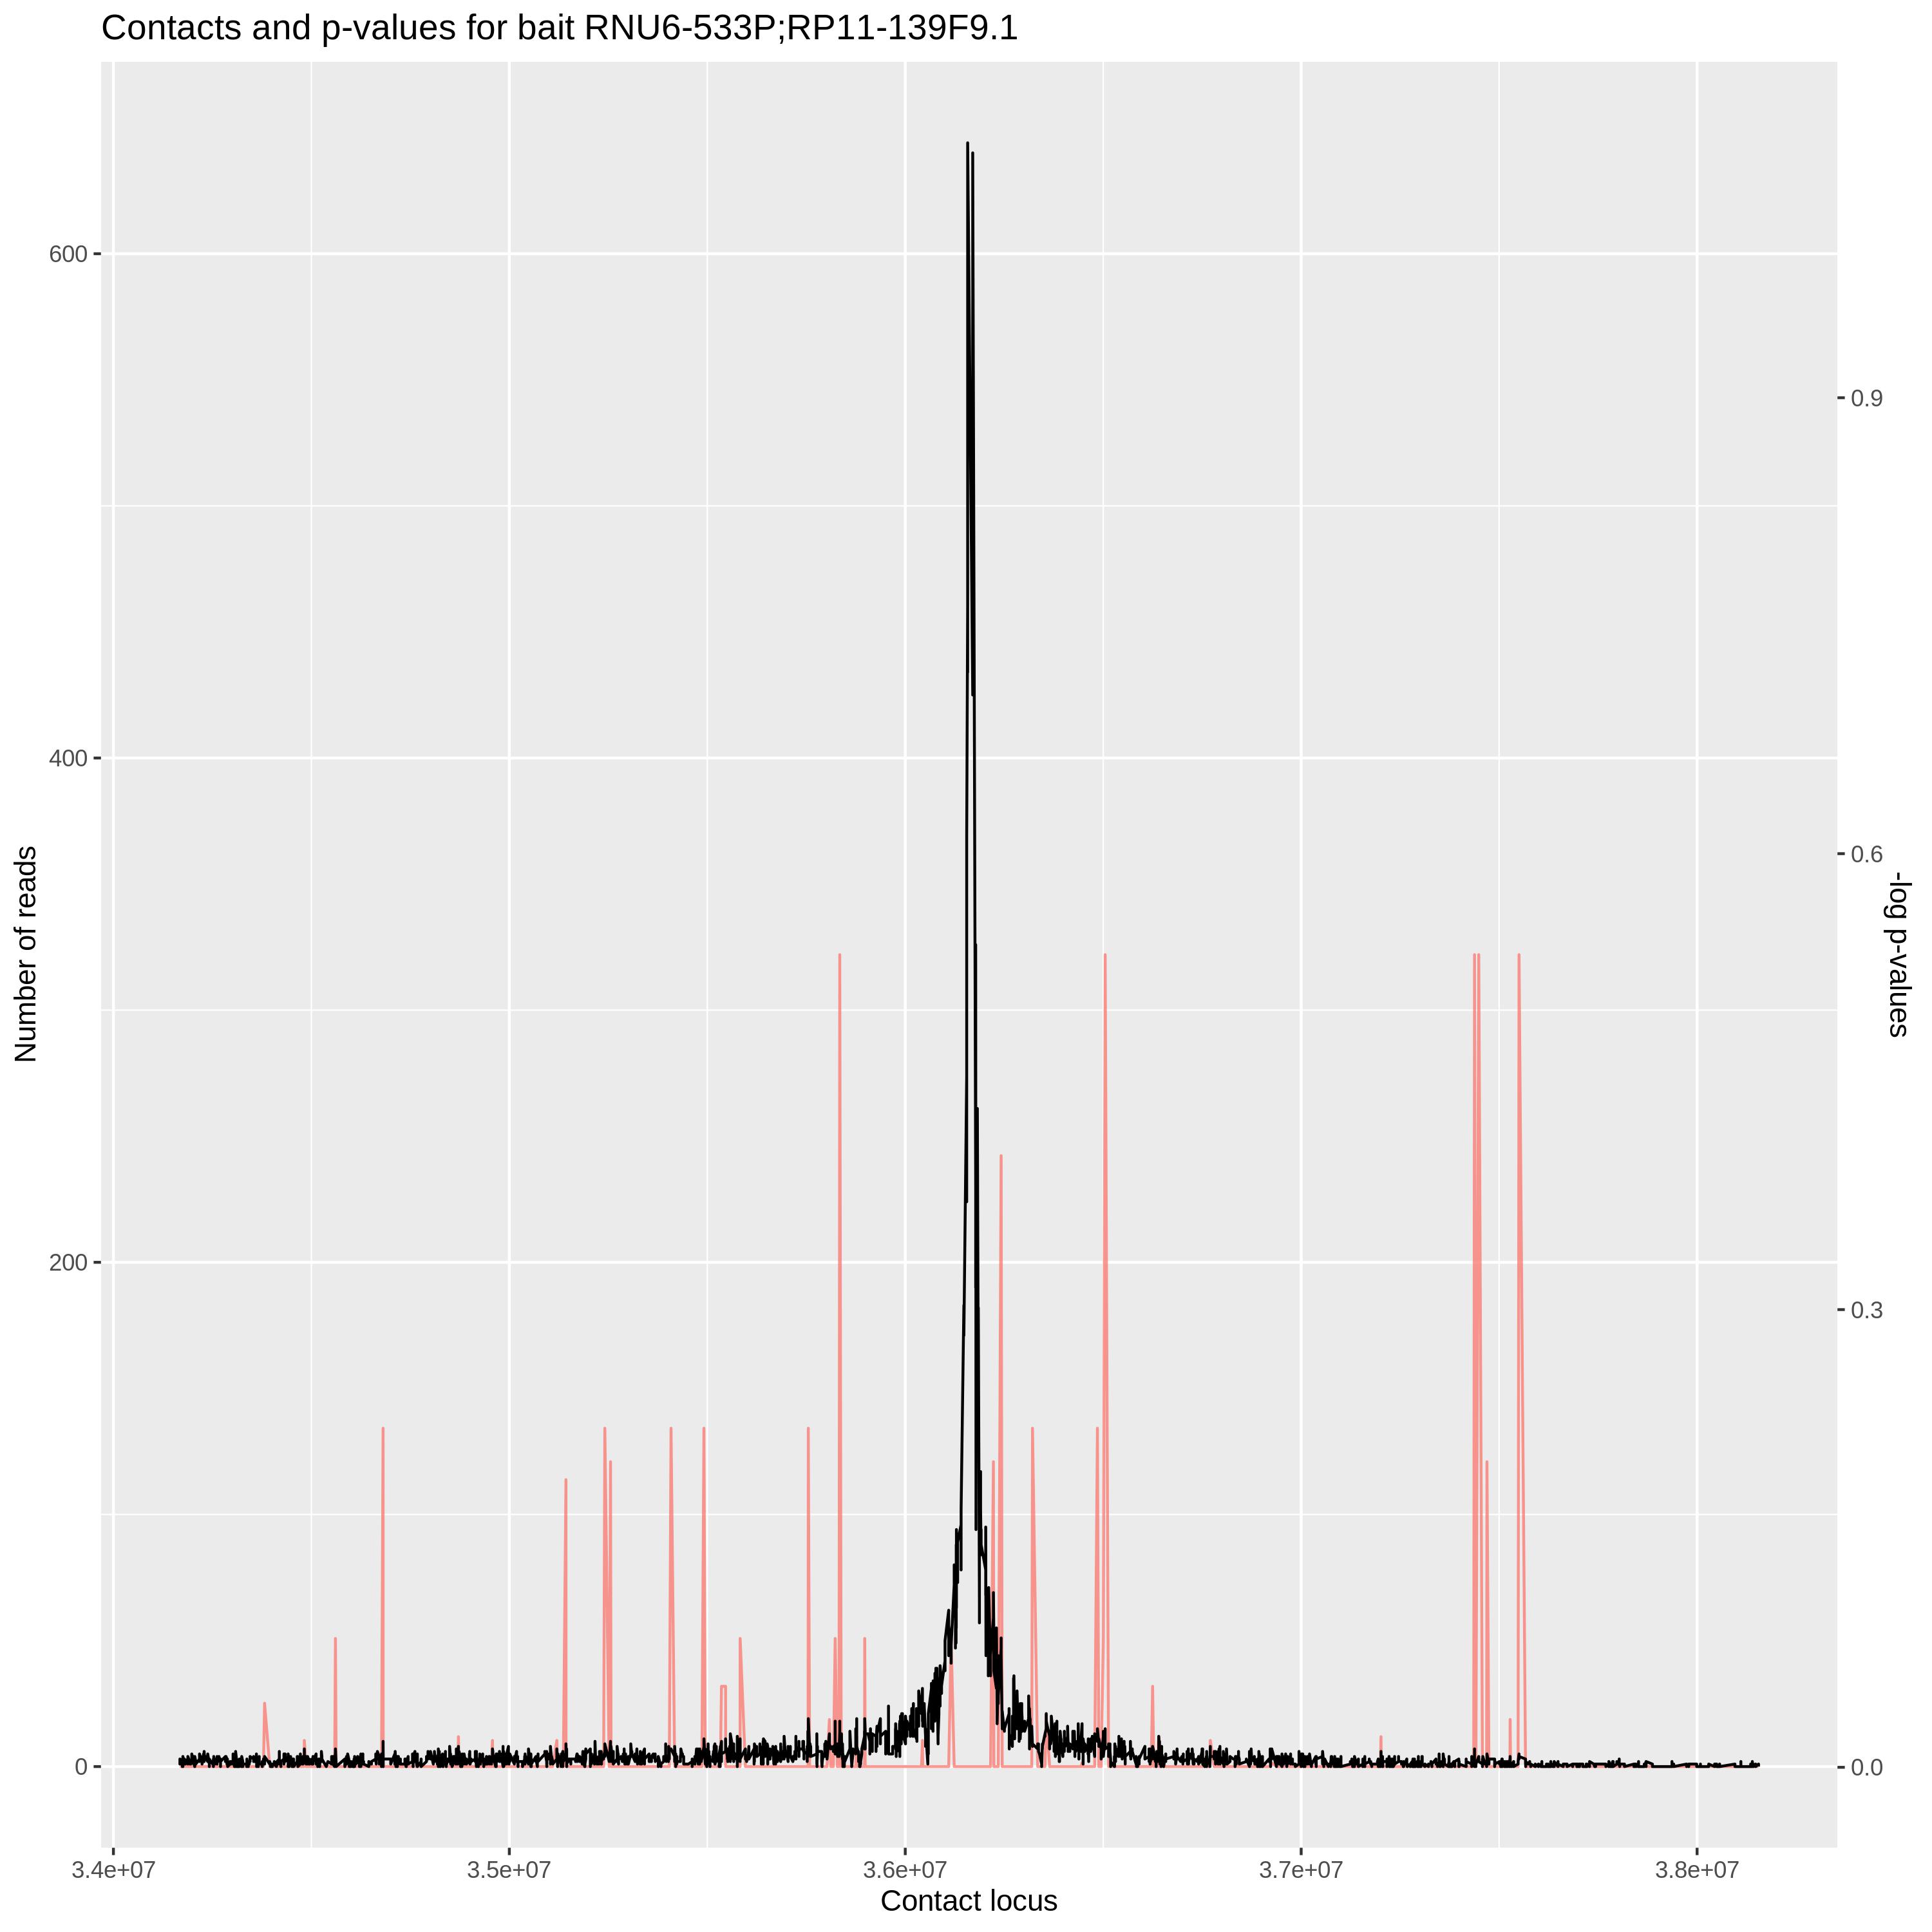 Contacts and p-values for bait RNU6-533P;RP11-139F9.1
600
400
200
0
Number of reads
0.9
0.6
0.3
0.0
-log p-values
3.4e+07
3.5e+07
3.6e+07
3.7e+07
3.8e+07
Contact locus